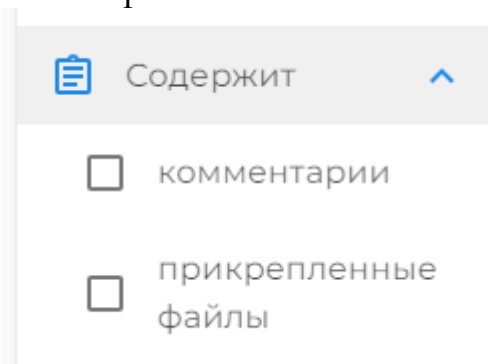 Содержит
комментарии
прикрепленные
файлы